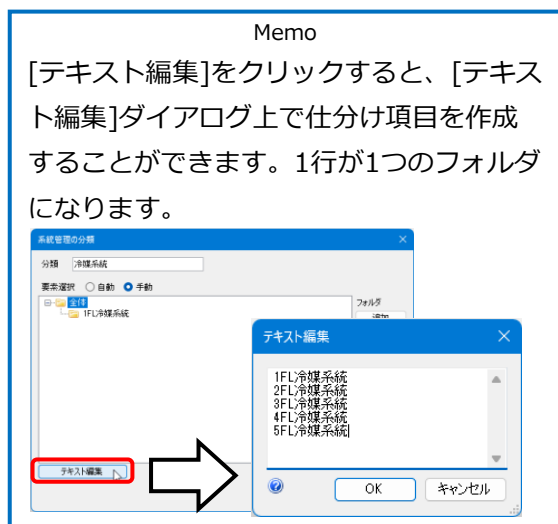 Memo
[テキスト編集]をクリックすると、[テキス
ト編集]ダイアログ上で仕分け項目を作成
することができます。1行が1つのフォルダ
になります。
系統管理の分類
分類 冷媒系統
要素選択 自動 手動
全体
1FL冷媒系統
フォルダ
追加
テキスト編集
テキスト編集
1FL冷媒系統
2FL冷媒系統
3FL冷媒系統
4FL冷媒系統
5FL冷媒系統
OK キャンセル